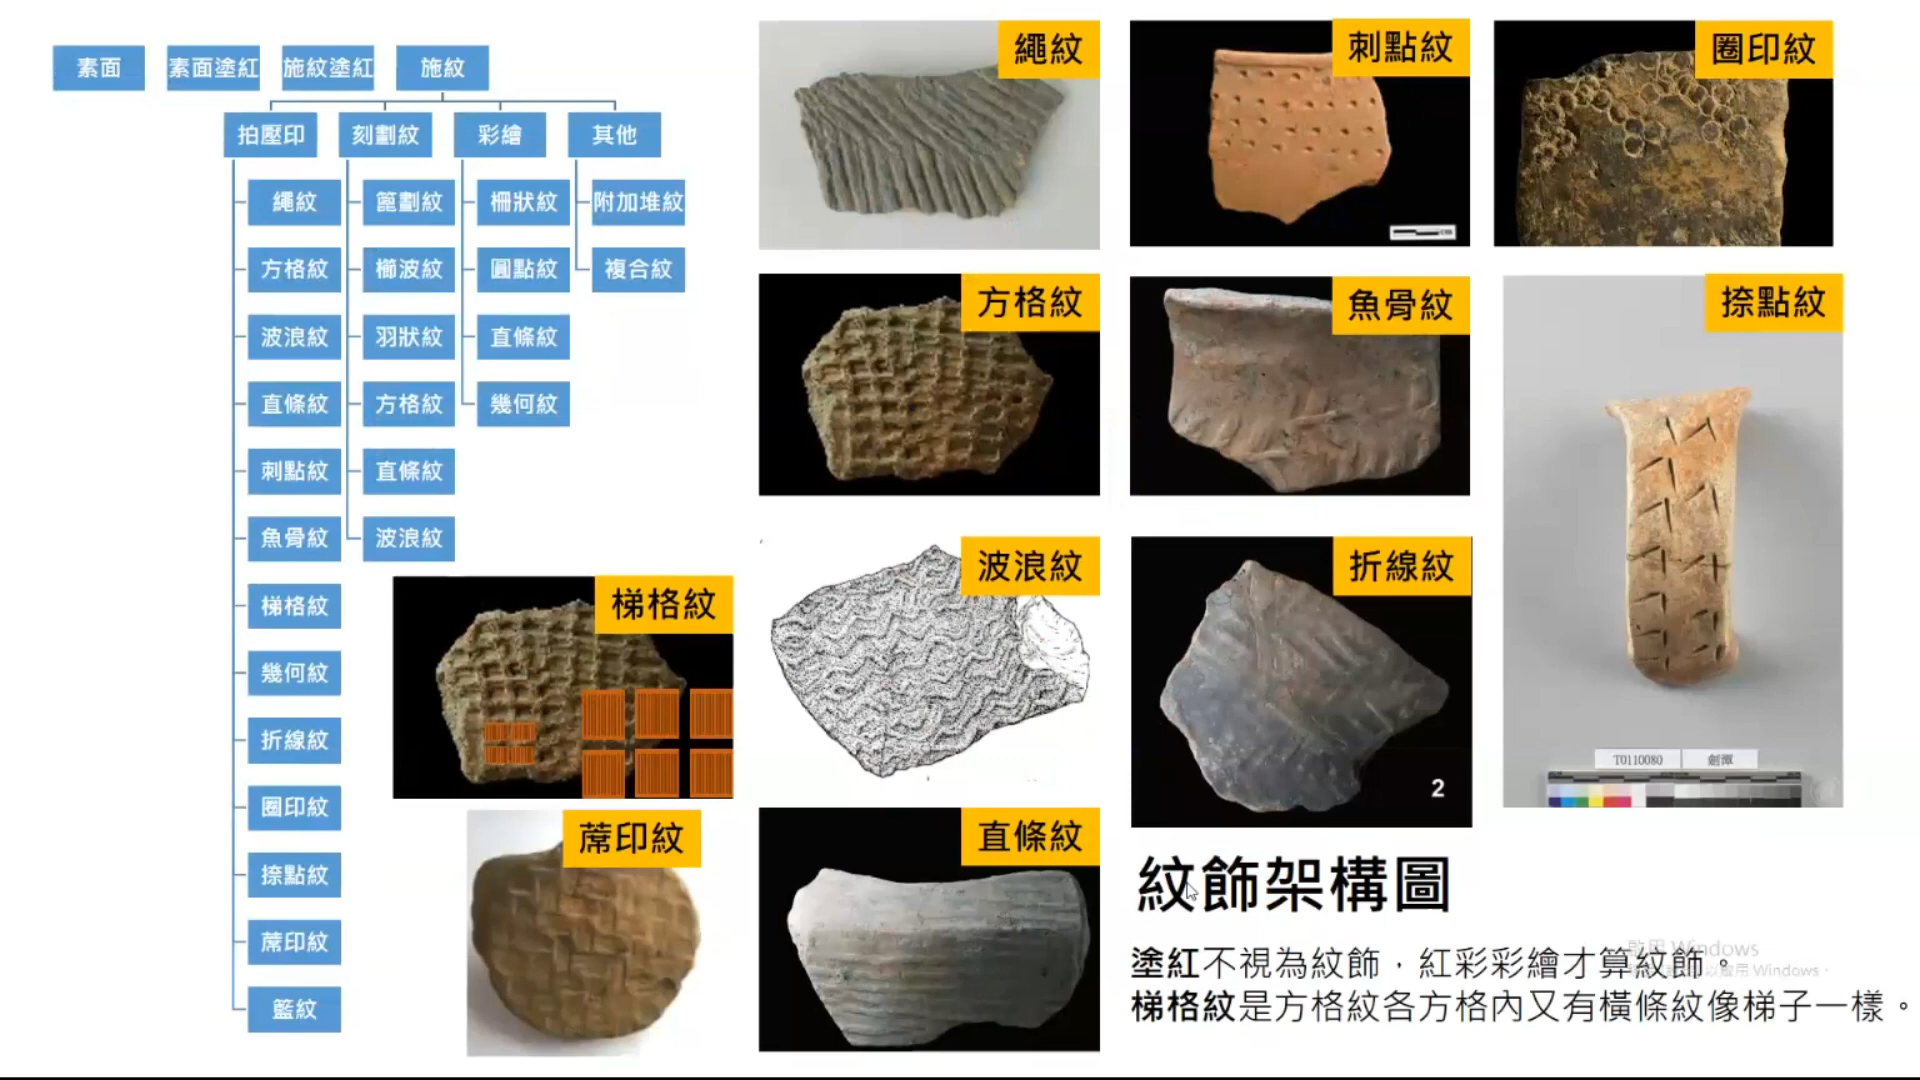 素面
素面塗紅
施紋塗紅
施紋
拍壓印
刻劃紋
彩繪
其他
繩紋
方格紋
波浪紋
直條紋
刺點紋
魚骨紋
梯格紋
幾何紋
折線紋
圈印紋
捺點紋
蓆印紋
籃紋
篦劃紋
櫛波紋
羽狀紋
方格紋
直條紋
波浪紋
柵狀紋
圓點紋
直條紋
幾何紋
附加堆紋
複合紋
繩紋
刺點紋
圈印紋
方格紋
魚骨紋
捺點紋
梯格紋
波浪紋
折線紋
2
T0110080
劍潭
蓆印紋
直條紋
紋飾架構圖
塗紅不視為紋飾，紅彩彩繪才算紋飾。
梯格紋是方格紋各方格內又有橫條紋像梯子一樣。
啟用 Windows